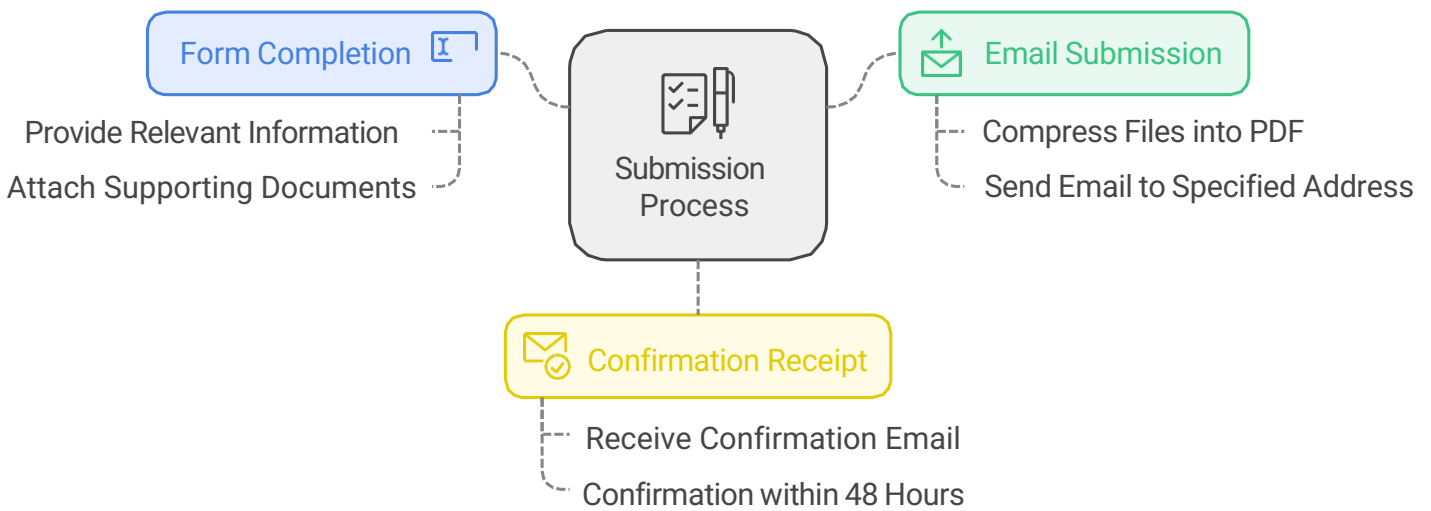 Form Completion
Provide Relevant Information
Attach Supporting Documents
Submission
Process
Email Submission
Compress Files into PDF
Send Email to Specified Address
Confirmation Receipt
Receive Confirmation Email
Confirmation within 48 Hours